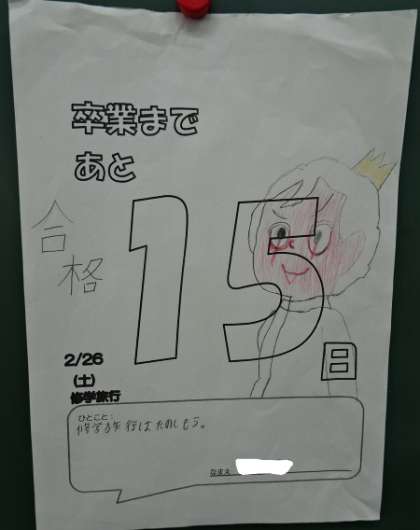 卒業まで
あと
15
日
合格
2/26
(土)
修学旅行
ひとこと:
修学旅行はたのしもう。
なまえ